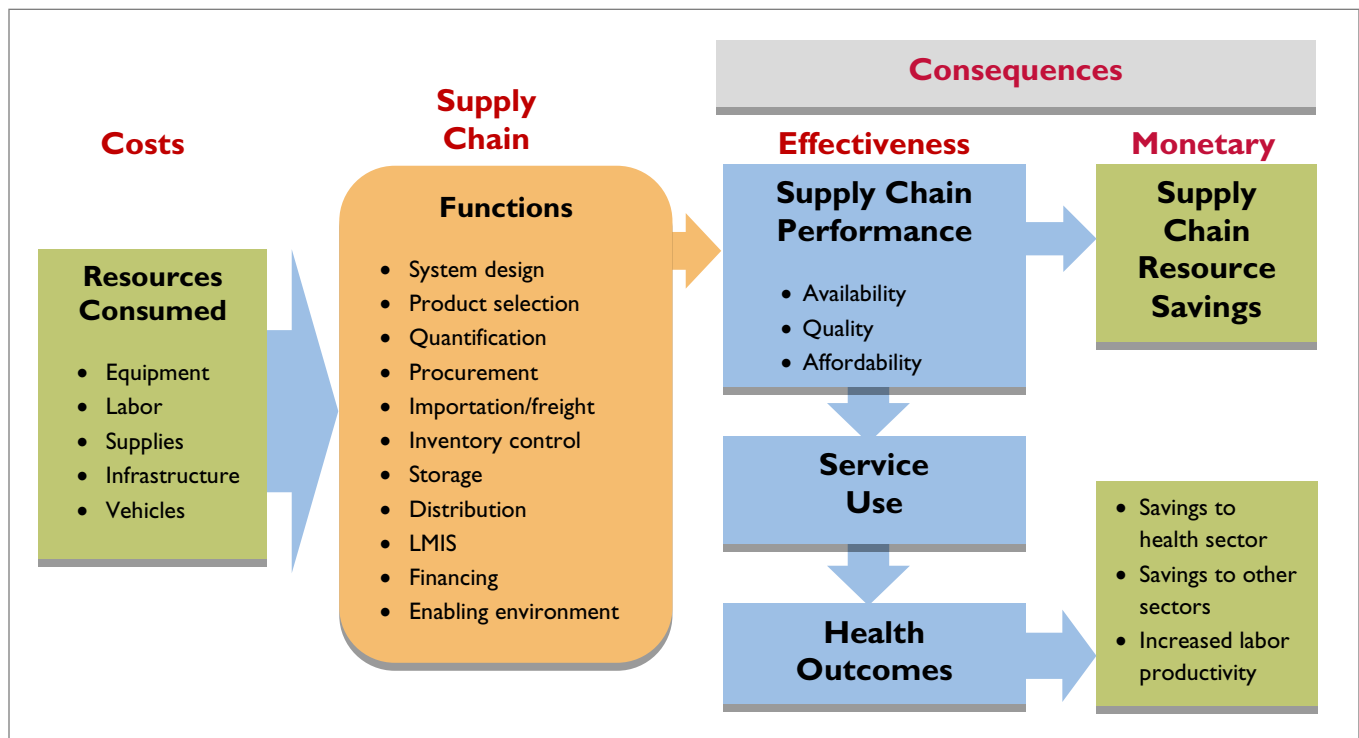 Consequences
Costs
Supply
Chain
Effectiveness
Monetary
Resources
Consumed
• Equipment
• Labor
• Supplies
• Infrastructure
• Vehicles
Functions
• System design
• Product selection
• Quantification
• Procurement
• Importation/freight
• Inventory control
• Storage
• Distribution
• LMIS
• Financing
• Enabling environment
Supply Chain
Performance
• Availability
• Quality
• Affordability
Service
Use
Health
Outcomes
Supply
Chain
Resource
Savings
• Savings to
health sector
• Savings to other
sectors
• Increased labor
productivity